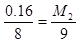 0.16/8 = M₂/9